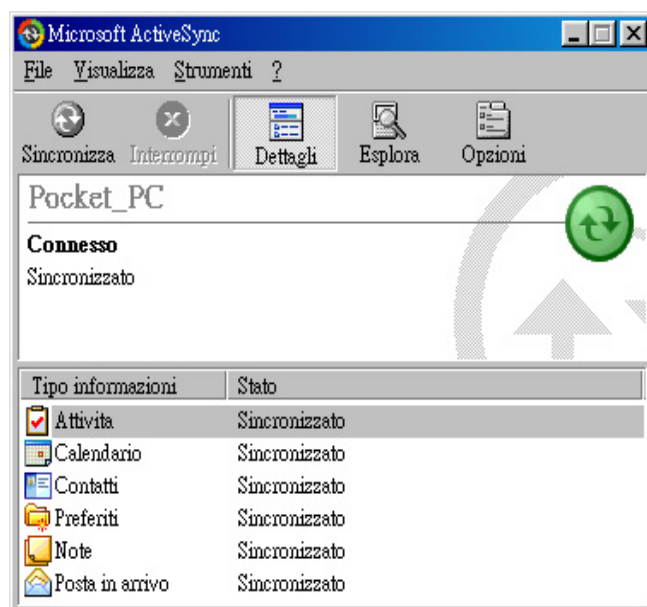 Microsoft ActiveSync
File Visualizza Strumenti ?
Sincronizza Interrompi Dettagli Esplora Opzioni
Pocket_PC
Connesso
Sincronizzato
Tipo informazioni Stato
Attivita Sincronizzato
Calendario Sincronizzato
Contatti Sincronizzato
Preferiti Sincronizzato
Note Sincronizzato
Posta in arrivo Sincronizzato